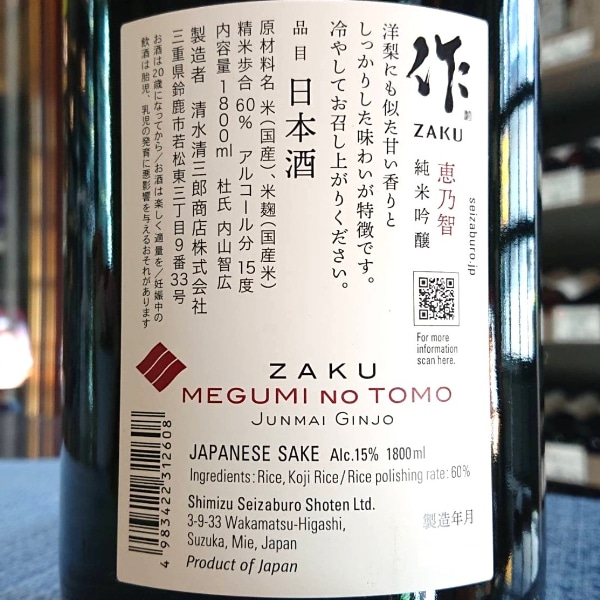 作
ZAKU
恵乃智
純米吟醸
seizaburo.jp
For more
information
scan here.
洋梨にも似た甘い香りと
しっかりした味わいが特徴です。
冷やしてお召し上がりください。
品目 日本酒
原材料名 米(国産)、米麹(国産米)
精米歩合 60% アルコール分 15度
内容量 1800ml 杜氏 内山智広
製造者 清水清三郎商店株式会社
三重県鈴鹿市若松東三丁目9番33号
お酒は20歳になってから/お酒は楽しく適量を/妊娠中の
飲酒は胎児、乳児の発育に悪影響を与えるおそれがあります
ZAKU
MEGUMI NO TOMO
JUNMAI GINJO
JAPANESE SAKE Alc.15% 1800ml
Ingredients: Rice, Koji Rice / Rice polishing rate: 60%
Shimizu Seizaburo Shoten Ltd.
3-9-33 Wakamatsu-Higashi,
Suzuka, Mie, Japan
Product of Japan
製造年月
4983422312608